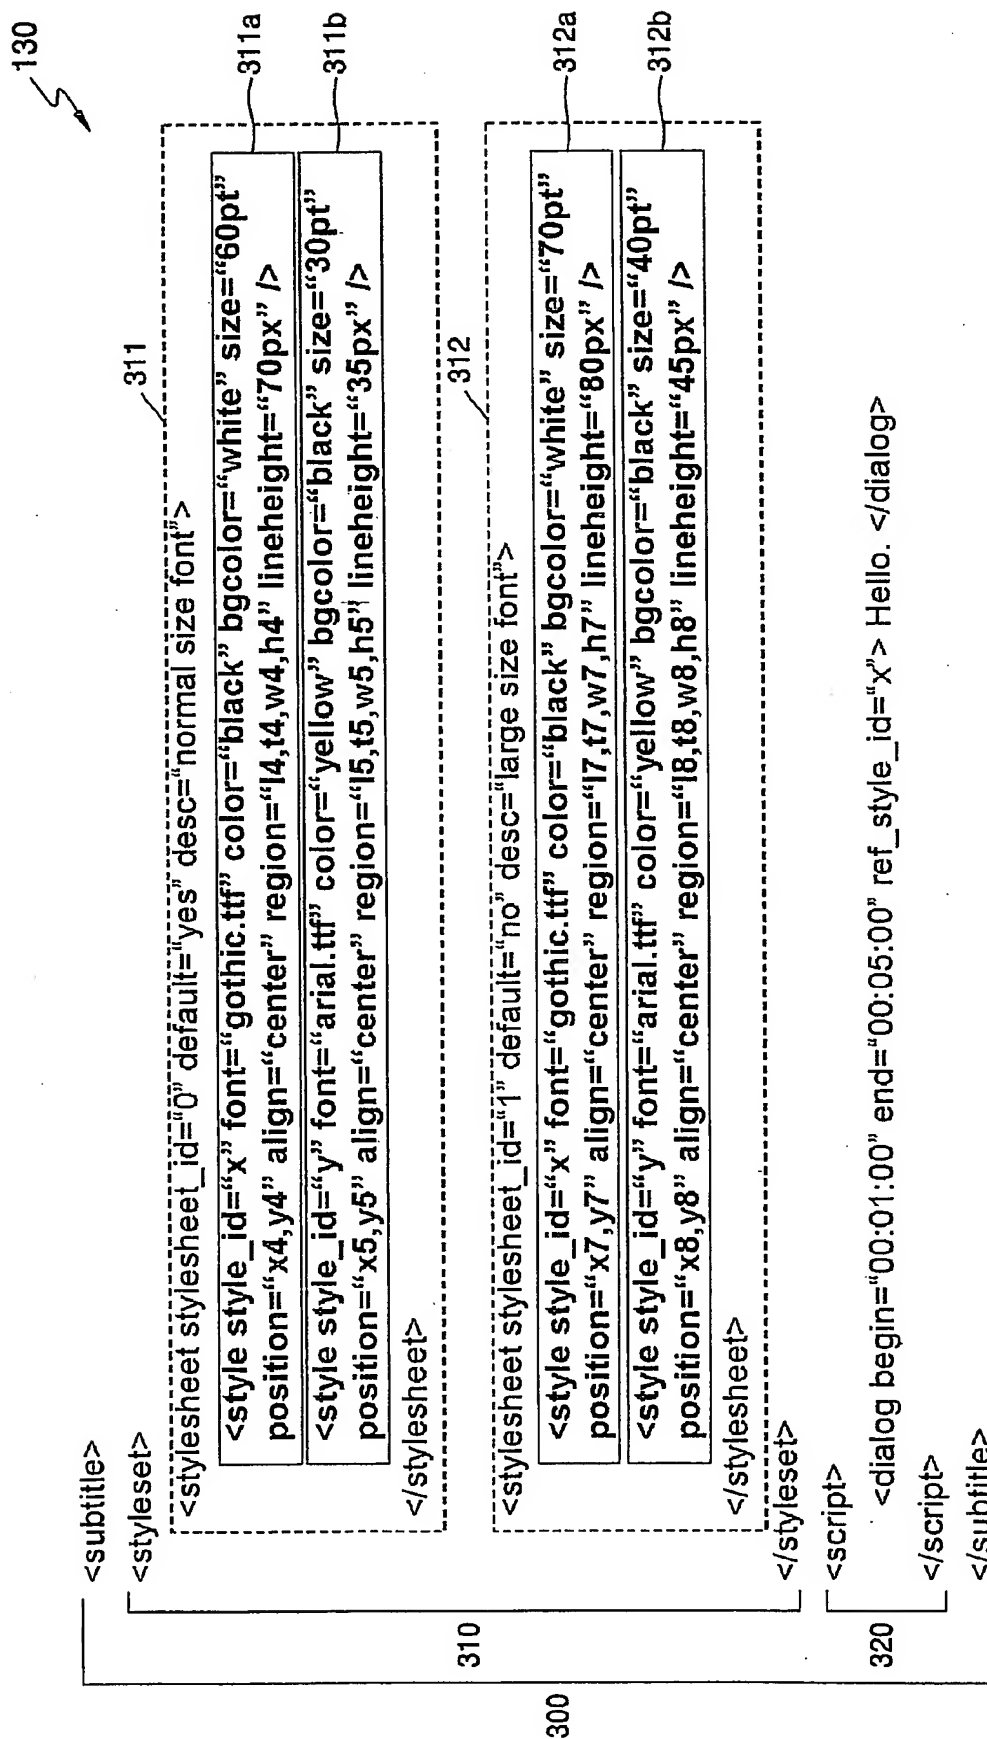 130
<subtitle>
<styleset>
311
<stylesheet stylesheet_id=“0” default=“yes” desc=“normal size font”>
<style style_id=“x” font=“gothic.ttf” color=“black” bgcolor=“white” size=“60pt”
position=“x4,y4” align=“center” region=“l4,t4,w4,h4” lineheight=“70px” />
311a
<style style_id=“y” font=“arial.ttf” color=“yellow” bgcolor=“black” size=“30pt”
position=“x5,y5” align=“center” region=“l5,t5,w5,h5” lineheight=“35px” />
311b
</stylesheet>
312
<stylesheet stylesheet_id=“1” default=“no” desc=“large size font”>
<style style_id=“x” font=“gothic.ttf” color=“black” bgcolor=“white” size=“70pt”
position=“x7,y7” align=“center” region=“l7,t7,w7,h7” lineheight=“80px” />
312a
<style style_id=“y” font=“arial.ttf” color=“yellow” bgcolor=“black” size=“40pt”
position=“x8,y8” align=“center” region=“l8,t8,w8,h8” lineheight=“45px” />
312b
</stylesheet>
</styleset>
310
<script>
<dialog begin=“00:01:00” end=“00:05:00” ref_style_id=“x”> Hello. </dialog>
</script>
320
</subtitle>
300